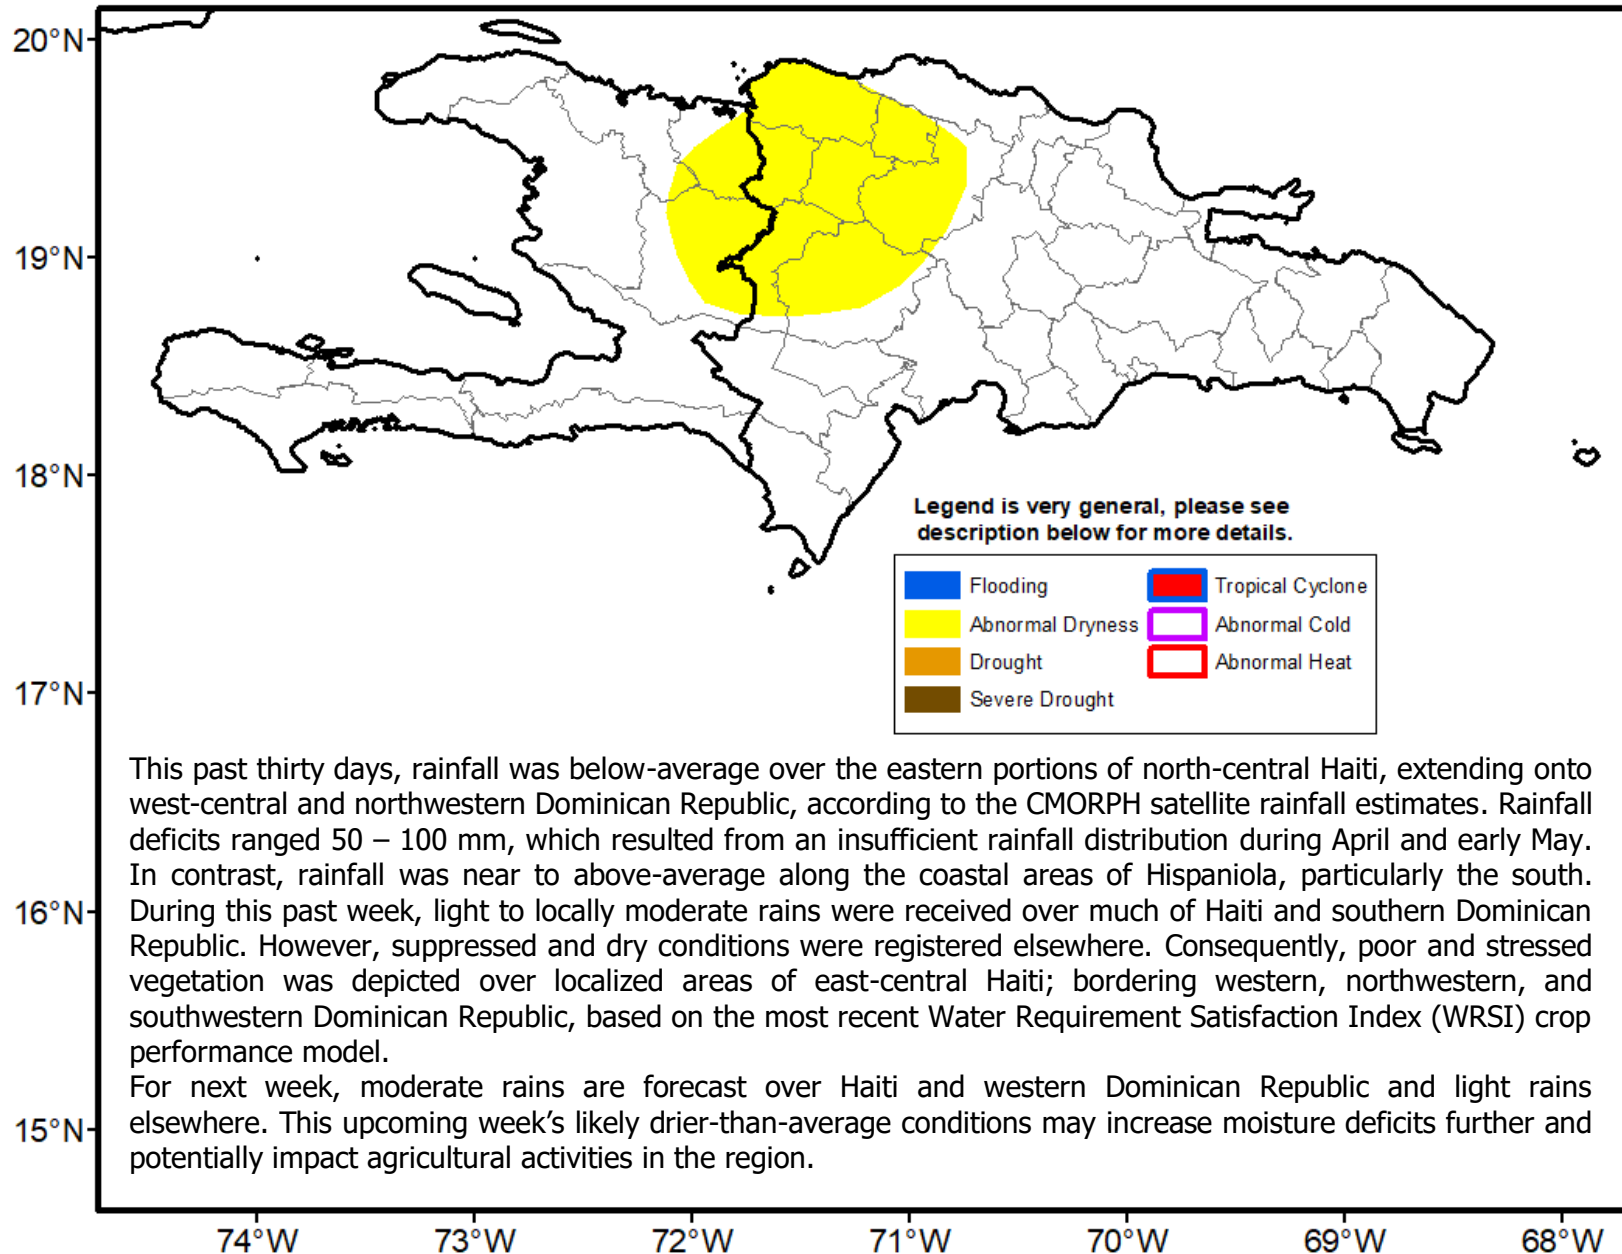 20°N
19°N
18°N
17°N
16°N
15°N
Legend is very general, please see
description below for more details.
Flooding
Tropical Cyclone
Abnormal Dryness
Abnormal Cold
Drought
Abnormal Heat
Severe Drought
This past thirty days, rainfall was below-average over the eastern portions of north-central Haiti, extending onto
west-central and northwestern Dominican Republic, according to the CMORPH satellite rainfall estimates. Rainfall
deficits ranged 50 – 100 mm, which resulted from an insufficient rainfall distribution during April and early May.
In contrast, rainfall was near to above-average along the coastal areas of Hispaniola, particularly the south.
During this past week, light to locally moderate rains were received over much of Haiti and southern Dominican
Republic. However, suppressed and dry conditions were registered elsewhere. Consequently, poor and stressed
vegetation was depicted over localized areas of east-central Haiti; bordering western, northwestern, and
southwestern Dominican Republic, based on the most recent Water Requirement Satisfaction Index (WRSI) crop
performance model.
For next week, moderate rains are forecast over Haiti and western Dominican Republic and light rains
elsewhere. This upcoming week’s likely drier-than-average conditions may increase moisture deficits further and
potentially impact agricultural activities in the region.
74°W 73°W 72°W 71°W 70°W 69°W 68°W